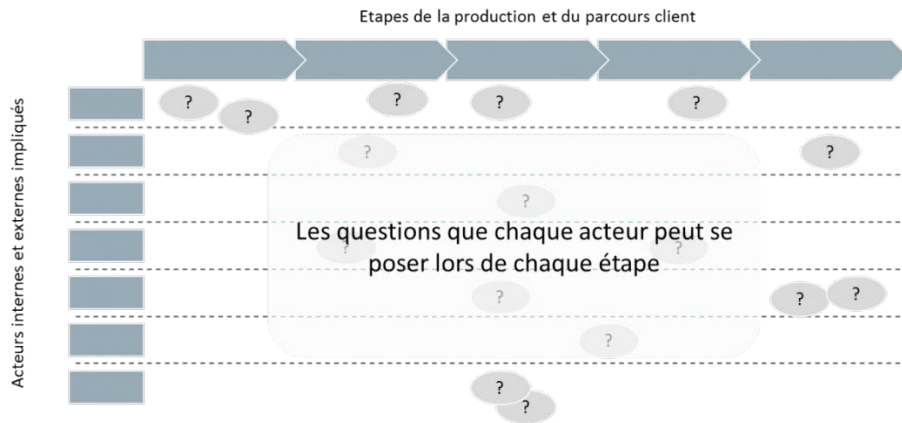 Etapes de la production et du parcours client
Acteurs internes et externes impliqués
? ? ? ?
?
? ?
?
Les questions que chaque acteur peut se
? ?
poser lors de chaque étape
? ? ?
?
?
?